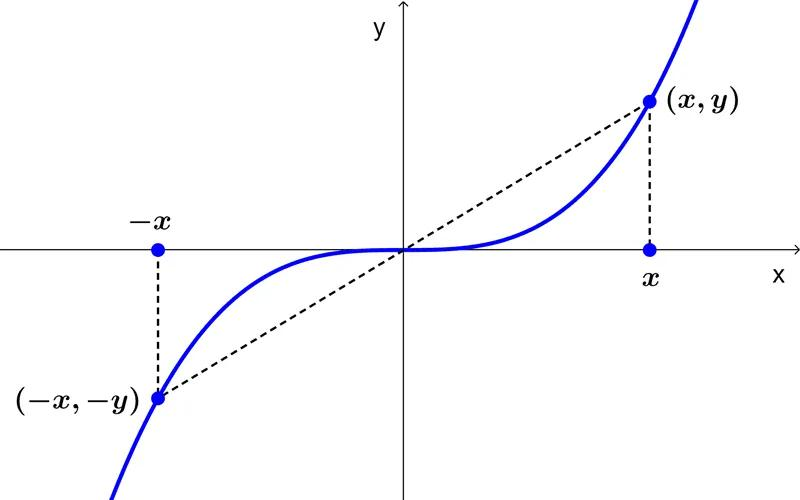 y
(x, y)
−x
x
x
(−x, −y)